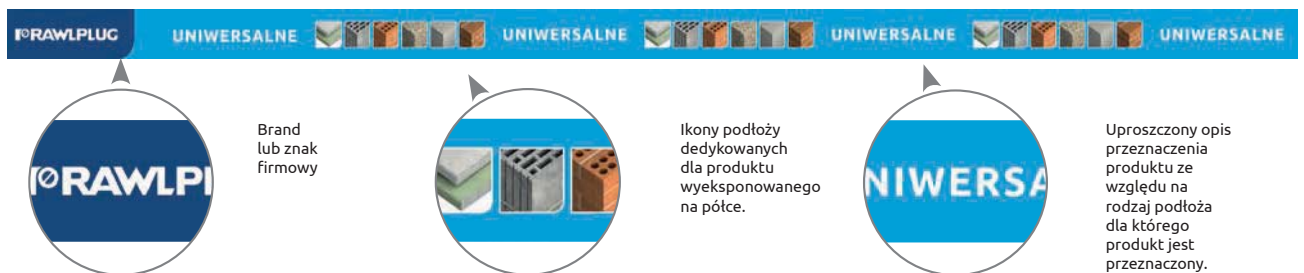 RAWLPLUG UNIWERSALNE UNIWERSALNE UNIWERSALNE UNIWERSALNE
RAWLPL
Brand
lub znak
firmowy
Ikony podłoży
dedykowanych
dla produktu
wyeksponowanego
na półce.
NIWERSA
Uproszczony opis
przeznaczenia
produktu ze
względu na
rodzaj podłoża
dla którego
produkt jest
przeznaczony.